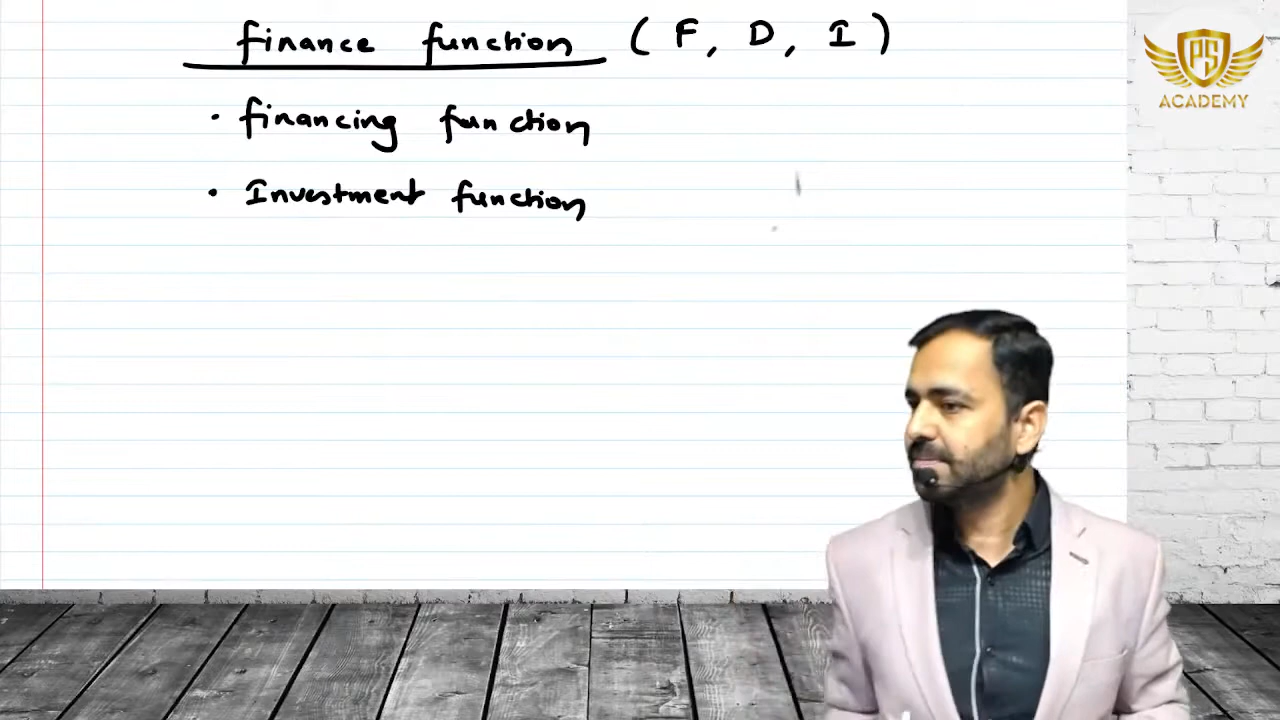 finance function ( F, D, I )
• financing function
• Investment function
PS
ACADEMY